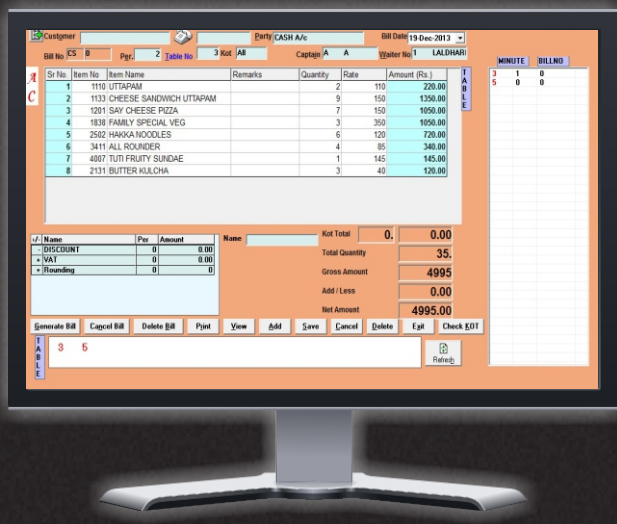 Customer Party CASH A/c Bill Date 19-Dec-2013
Bill No CS 0 Per. 2 Table No 3 Kot All Captain A A Waiter No 1 LALDHARI
MINUTE BILLNO
3 1 0
5 0 0
A C
Sr No. Item No Item Name Remarks Quantity Rate Amount (Rs.)
1 1110 UTTAPAM 2 110 220.00
2 1133 CHEESE SANDWICH UTTAPAM 9 150 1350.00
3 1201 SAY CHEESE PIZZA 7 150 1050.00
4 1838 FAMILY SPECIAL VEG 3 350 1050.00
5 2502 HAKKA NOODLES 6 120 720.00
6 3411 ALL ROUNDER 4 85 340.00
7 4007 TUTI FRUITY SUNDAE 1 145 145.00
8 2131 BUTTER KULCHA 3 40 120.00
TABLE
+/- Name Per Amount
- DISCOUNT 0 0.00
+ VAT 0 0.00
+ Rounding 0 0
Name
Kot Total 0. 0.00
Total Quantity 35.
Gross Amount 4995
Add / Less 0.00
Net Amount 4995.00
Generate Bill Cancel Bill Delete Bill Print View Add Save Cancel Delete Exit Check KOT
TABLE
3 5
Refresh